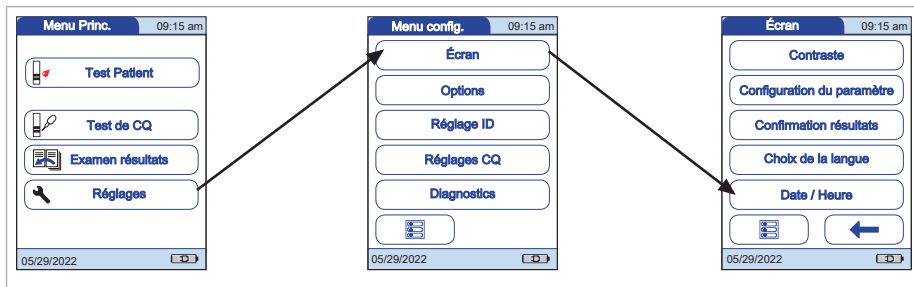 Menu Princ. 09:15 am
Test Patient
Test de CQ
Examen résultats
Réglages
05/29/2022
Menu config. 09:15 am
Écran
Options
Réglage ID
Réglages CQ
Diagnostics
05/29/2022
Écran 09:15 am
Contraste
Configuration du paramètre
Confirmation résultats
Choix de la langue
Date / Heure
05/29/2022